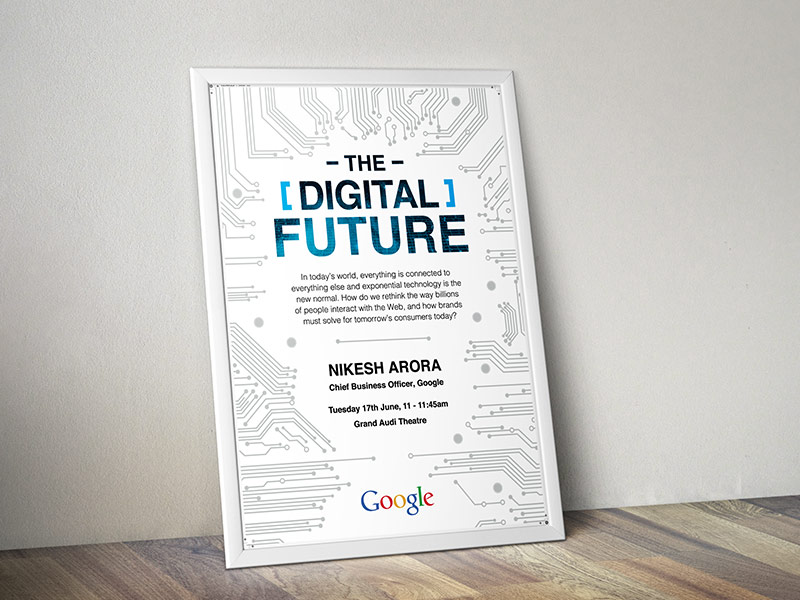 – THE –
[ DIGITAL ]
FUTURE
In today's world, everything is connected to
everything else and exponential technology is the
new normal. How do we rethink the way billions
of people interact with the Web, and how brands
must solve for tomorrow's consumers today?
NIKESH ARORA
Chief Business Officer, Google
Tuesday 17th June, 11 - 11:45am
Grand Audi Theatre
Google